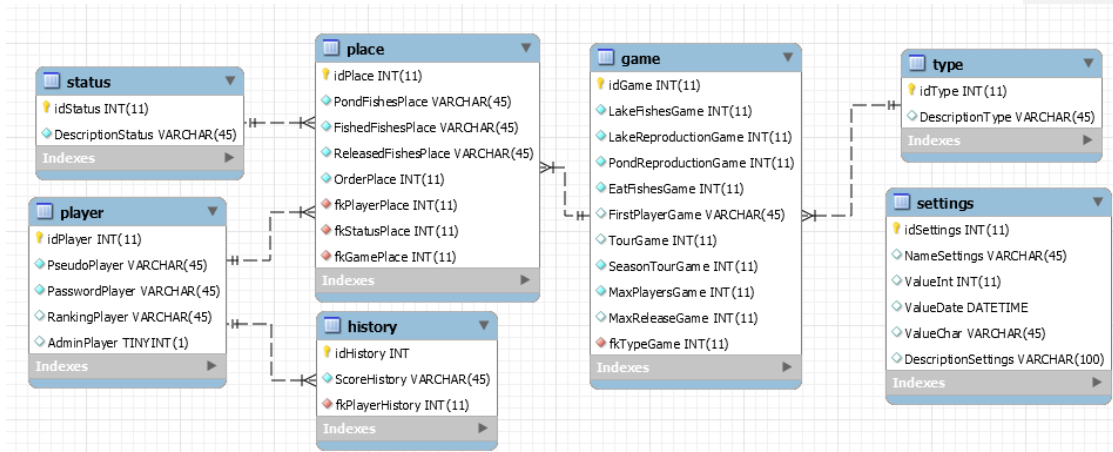 status
idStatus INT(11)
DescriptionStatus VARCHAR(45)
Indexes
player
idPlayer INT(11)
PseudoPlayer VARCHAR(45)
PasswordPlayer VARCHAR(45)
RankingPlayer VARCHAR(45)
AdminPlayer TINYINT(1)
Indexes
place
idPlace INT(11)
PondFishesPlace VARCHAR(45)
FishedFishesPlace VARCHAR(45)
ReleasedFishesPlace VARCHAR(45)
OrderPlace INT(11)
fkPlayerPlace INT(11)
fkStatusPlace INT(11)
fkGamePlace INT(11)
Indexes
history
idHistory INT
ScoreHistory VARCHAR(45)
fkPlayerHistory INT(11)
Indexes
game
idGame INT(11)
LakeFishesGame INT(11)
LakeReproductionGame INT(11)
PondReproductionGame INT(11)
EatFishesGame INT(11)
FirstPlayerGame VARCHAR(45)
TourGame INT(11)
SeasonTourGame INT(11)
MaxPlayersGame INT(11)
MaxReleaseGame INT(11)
fkTypeGame INT(11)
Indexes
type
idType INT(11)
DescriptionType VARCHAR(45)
Indexes
settings
idSettings INT(11)
NameSettings VARCHAR(45)
ValueInt INT(11)
ValueDate DATETIME
ValueChar VARCHAR(45)
DescriptionSettings VARCHAR(100)
Indexes